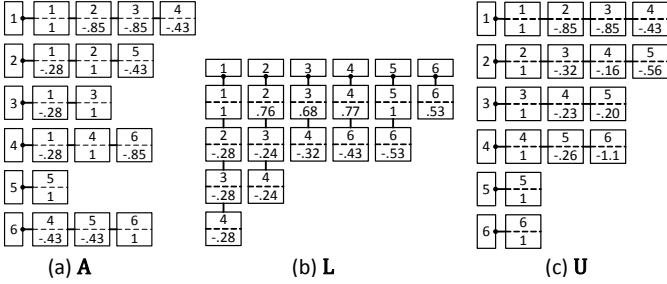 1 2 3 4
1
1 -.85 -.85 -.43
1 2 5
2
-.28 1 -.43
1 3
3
-.28 1
1 4 6
4
-.28 1 -.85
5
5
1
4 5 6
6
-.43 -.43 1
(a) A
1 2 3 4 5 6
1 2 3 4 5 6
1 .76 .68 .77 1 .53
2 3 4 6 6
-.28 -.24 -.32 -.43 -.53
3 4
-.28 -.24
4
-.28
(b) L
1 2 3 4
1
1 -.85 -.85 -.43
2 3 4 5
2
1 -.32 -.16 -.56
3 4 5
3
1 -.23 -.20
4 5 6
4
1 -.26 -1.1
5
5
1
6
6
1
(c) U